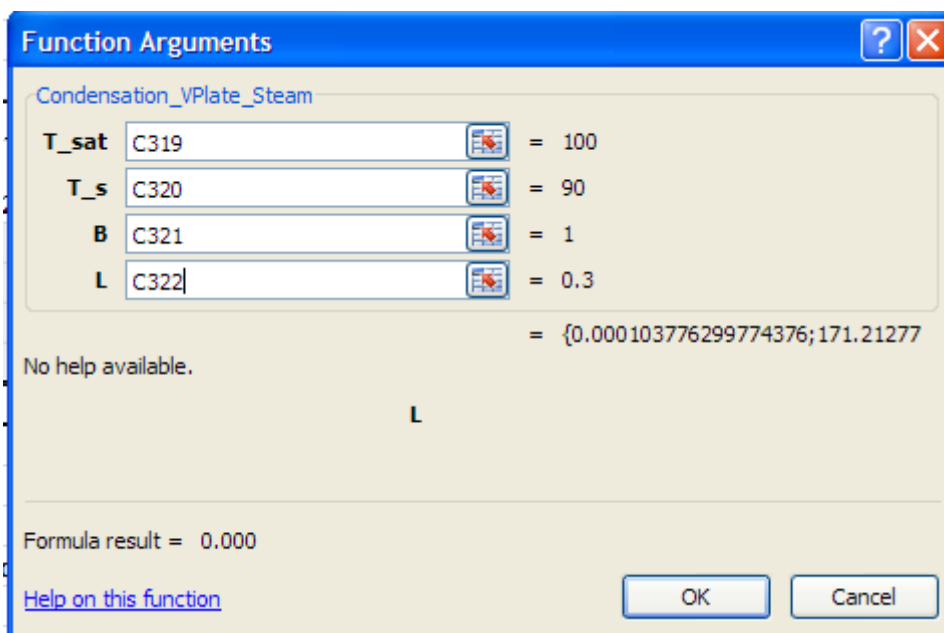 Function Arguments
Condensation_VPlate_Steam
T_sat C319 = 100
T_s C320 = 90
B C321 = 1
L C322 = 0.3
= {0.000103776299774376;171.21277
No help available.
L
Formula result = 0.000
Help on this function
OK Cancel